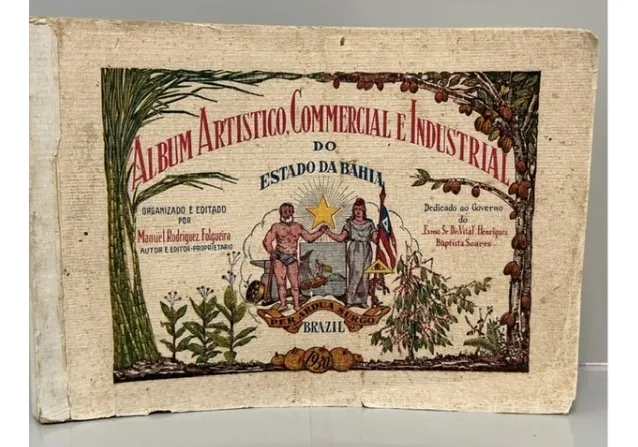 ALBUM ARTISTICO, COMMERCIAL E INDUSTRIAL
DO
ESTADO DA BAHIA
ORGANIZADO E EDITADO
POR
Manuel Rodriguez Folgueira
AUTOR E EDITOR-PROPRIETARIO
Dedicado ao Governo
do
Exmo Sr Dr Vital Henriques
Baptista Soares
PER ARDUA SURGO
BRAZIL
1930